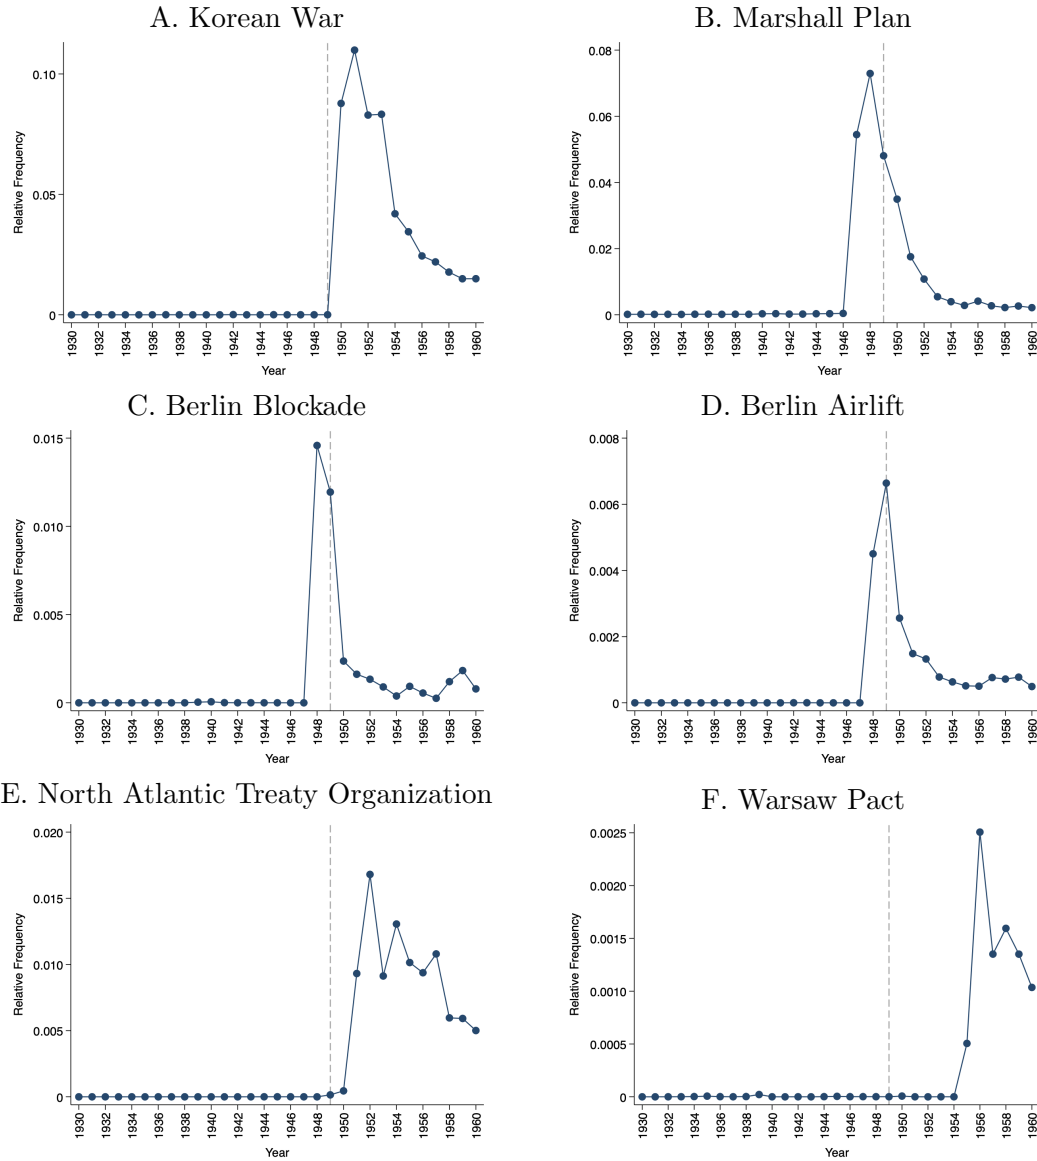 A. Korean War
Relative Frequency
0.10
0.05
0
1930 1932 1934 1936 1938 1940 1942 1944 1946 1948 1950 1952 1954 1956 1958 1960
Year
B. Marshall Plan
Relative Frequency
0.08
0.06
0.04
0.02
0
1930 1932 1934 1936 1938 1940 1942 1944 1946 1948 1950 1952 1954 1956 1958 1960
Year
C. Berlin Blockade
Relative Frequency
0.015
0.010
0.005
0
1930 1932 1934 1936 1938 1940 1942 1944 1946 1948 1950 1952 1954 1956 1958 1960
Year
D. Berlin Airlift
Relative Frequency
0.008
0.006
0.004
0.002
0
1930 1932 1934 1936 1938 1940 1942 1944 1946 1948 1950 1952 1954 1956 1958 1960
Year
E. North Atlantic Treaty Organization
Relative Frequency
0.020
0.015
0.010
0.005
0
1930 1932 1934 1936 1938 1940 1942 1944 1946 1948 1950 1952 1954 1956 1958 1960
Year
F. Warsaw Pact
Relative Frequency
0.0025
0.0020
0.0015
0.0010
0.0005
0
1930 1932 1934 1936 1938 1940 1942 1944 1946 1948 1950 1952 1954 1956 1958 1960
Year